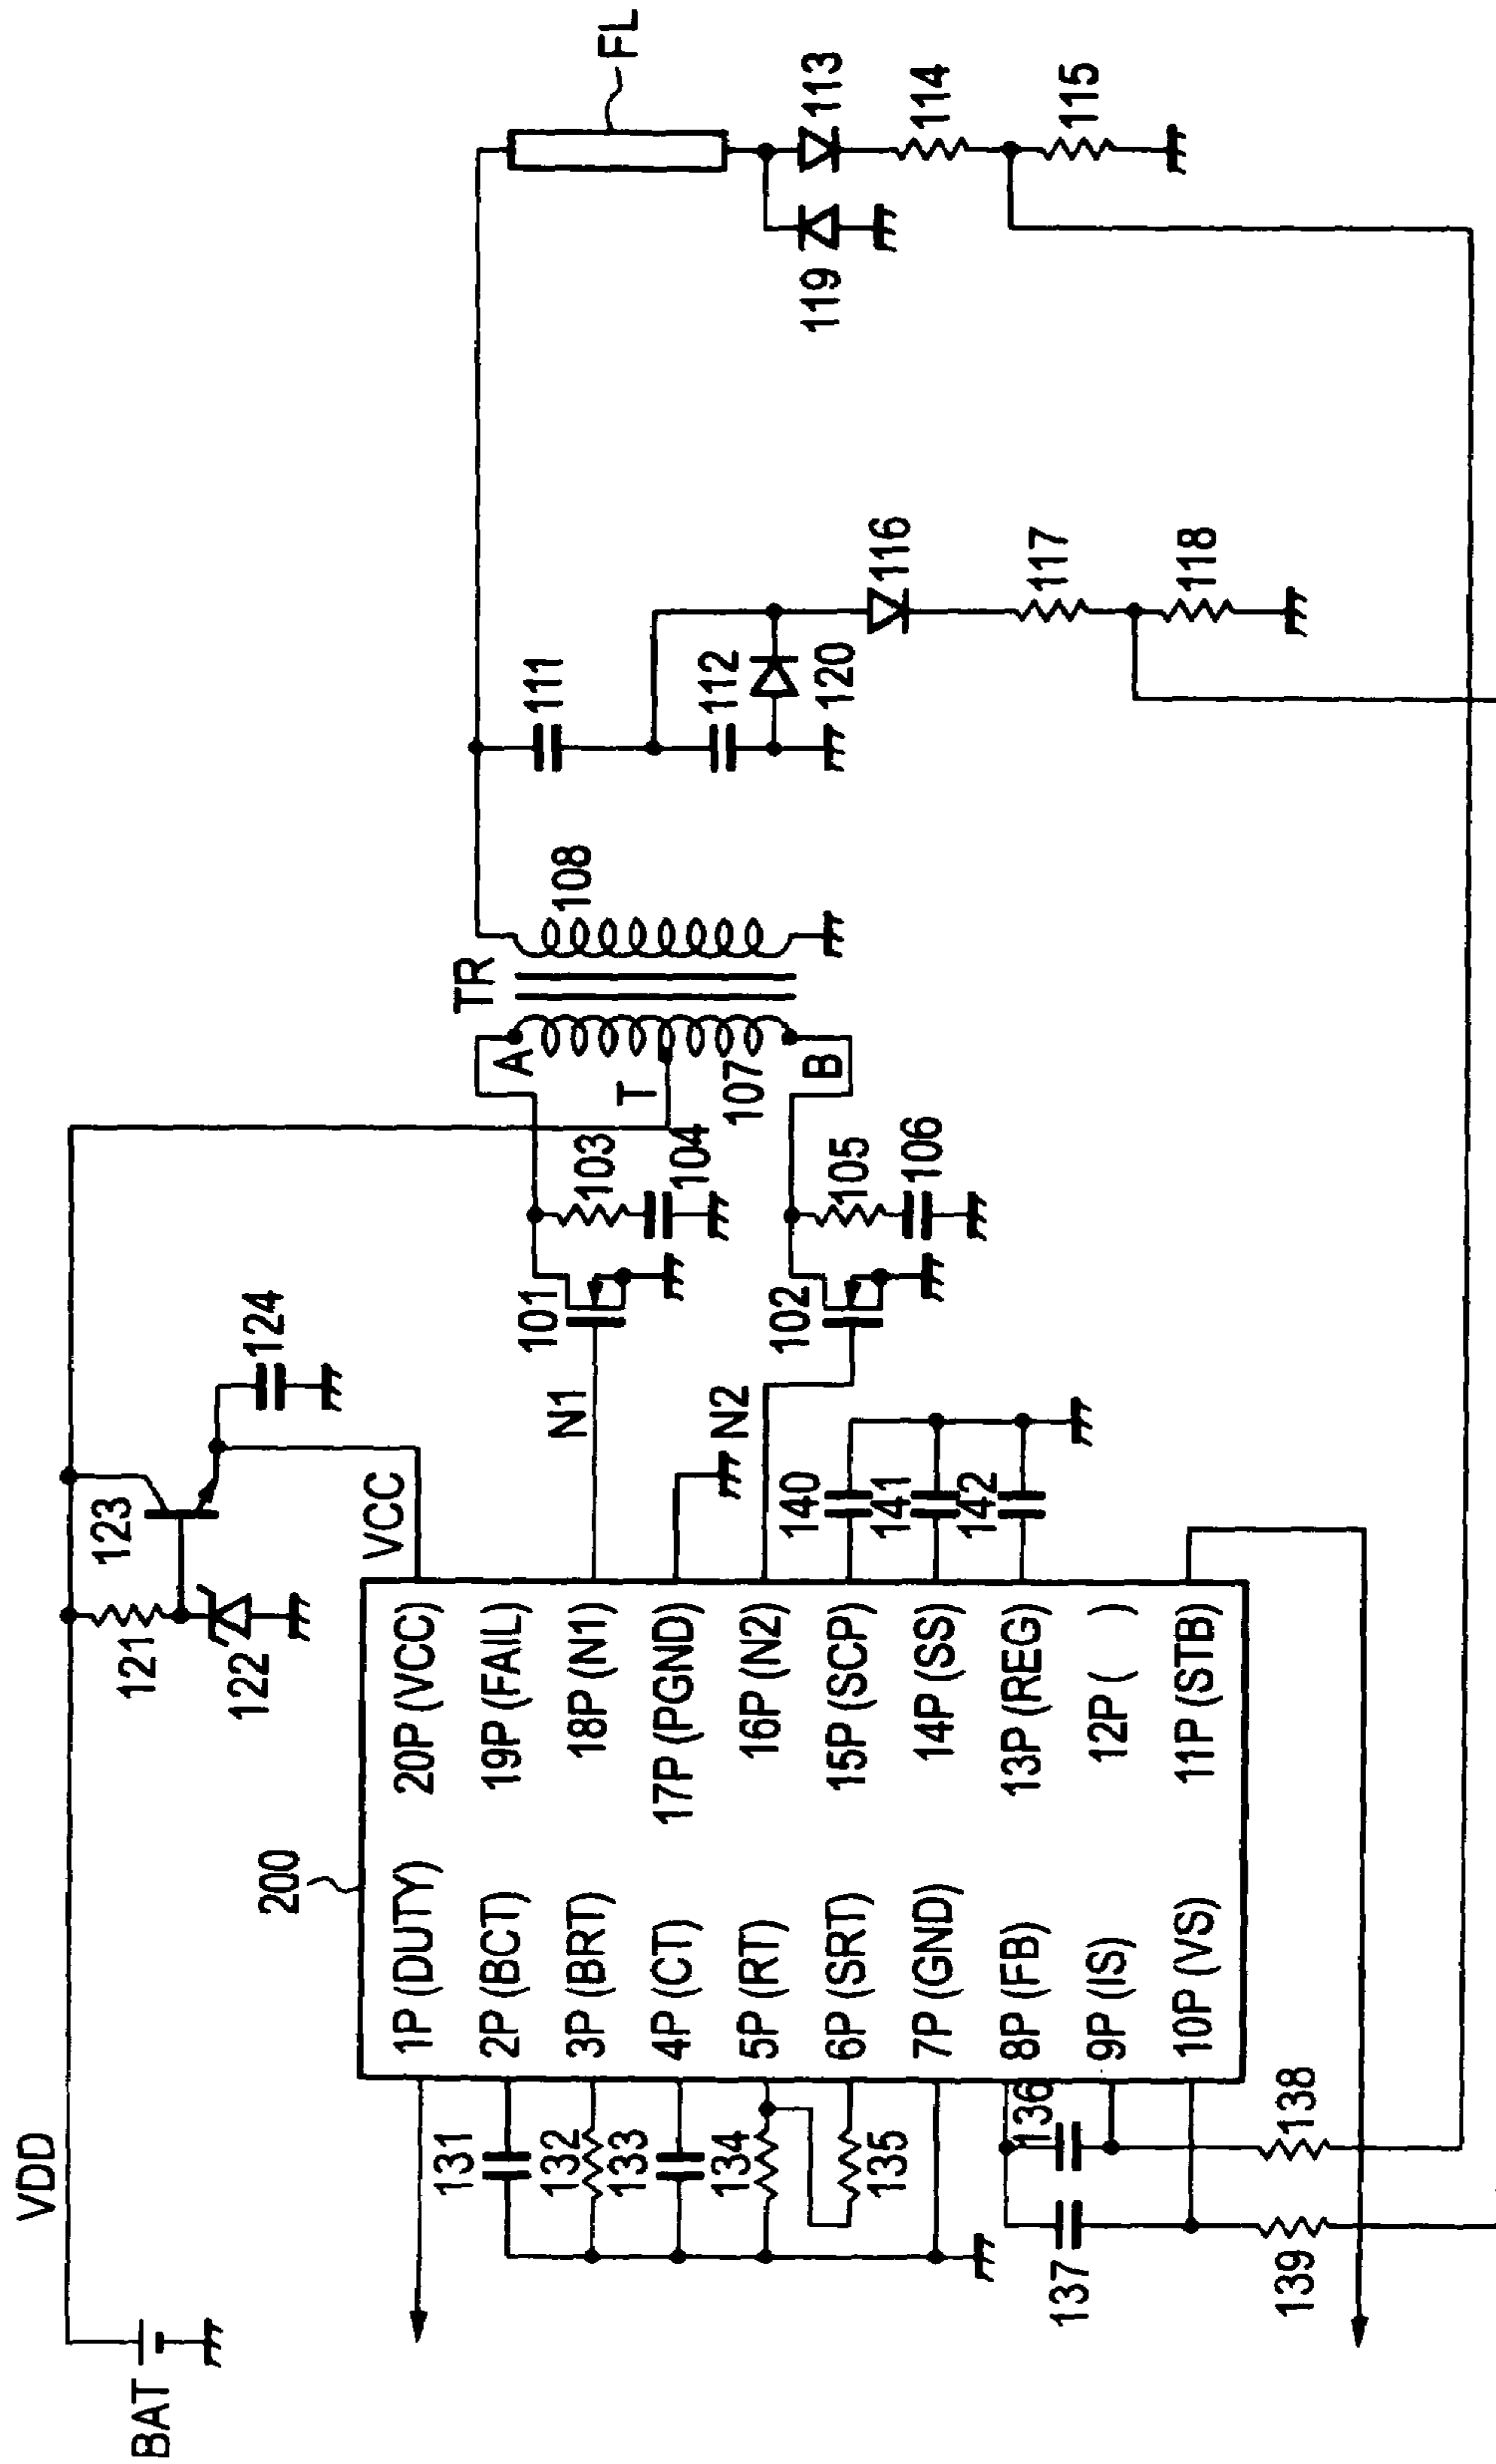 VDD
BAT
121
122
123
124
VCC
200
1P (DUTY)
2P (BCT)
3P (BRT)
4P (CT)
5P (RT)
6P (SRT)
7P (GND)
8P (FB)
9P (IS)
10P (VS)
20P (VCC)
19P (FAIL)
18P (N1)
17P (PGND)
16P (N2)
15P (SCP)
14P (SS)
13P (REG)
12P ( )
11P (STB)
131
132
133
134
135
136
137
138
139
140
141
142
N1
N2
101
102
103
104
105
106
A
T
B
107
TR
108
111
112
120
116
117
118
FL
119
113
114
115